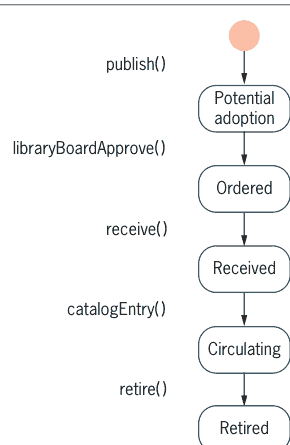 publish()
Potential
adoption
libraryBoardApprove()
Ordered
receive()
Received
catalogEntry()
Circulating
retire()
Retired